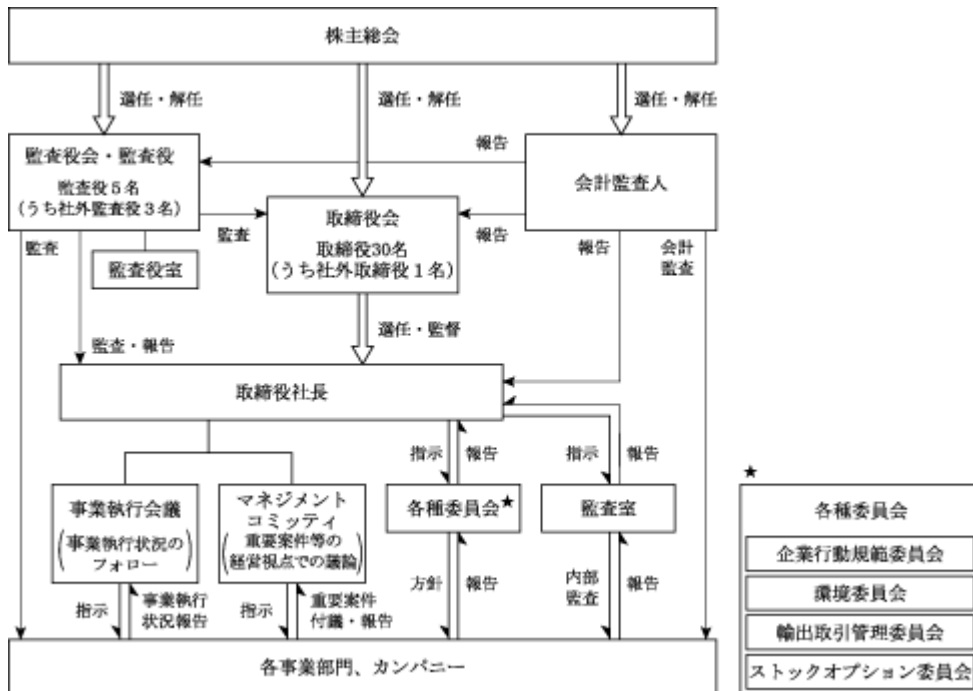 株主総会
選任・解任
選任・解任
選任・解任
監査役会・監査役
監査役5名
（うち社外監査役3名）
報告
会計監査人
取締役会
取締役30名
（うち社外取締役1名）
監査
報告
監査
監査役室
報告
会計
監査
選任・監督
監査・報告
取締役社長
指示
報告
指示
報告
事業執行会議
（事業執行状況の
フォロー）
マネジメント
コミッティ
（重要案件等の
経営視点での議論）
各種委員会★
監査室
指示
事業執行
状況報告
指示
重要案件
付議・報告
方針
報告
内部
監査
報告
各事業部門、カンパニー
★
各種委員会
企業行動規範委員会
環境委員会
輸出取引管理委員会
ストックオプション委員会